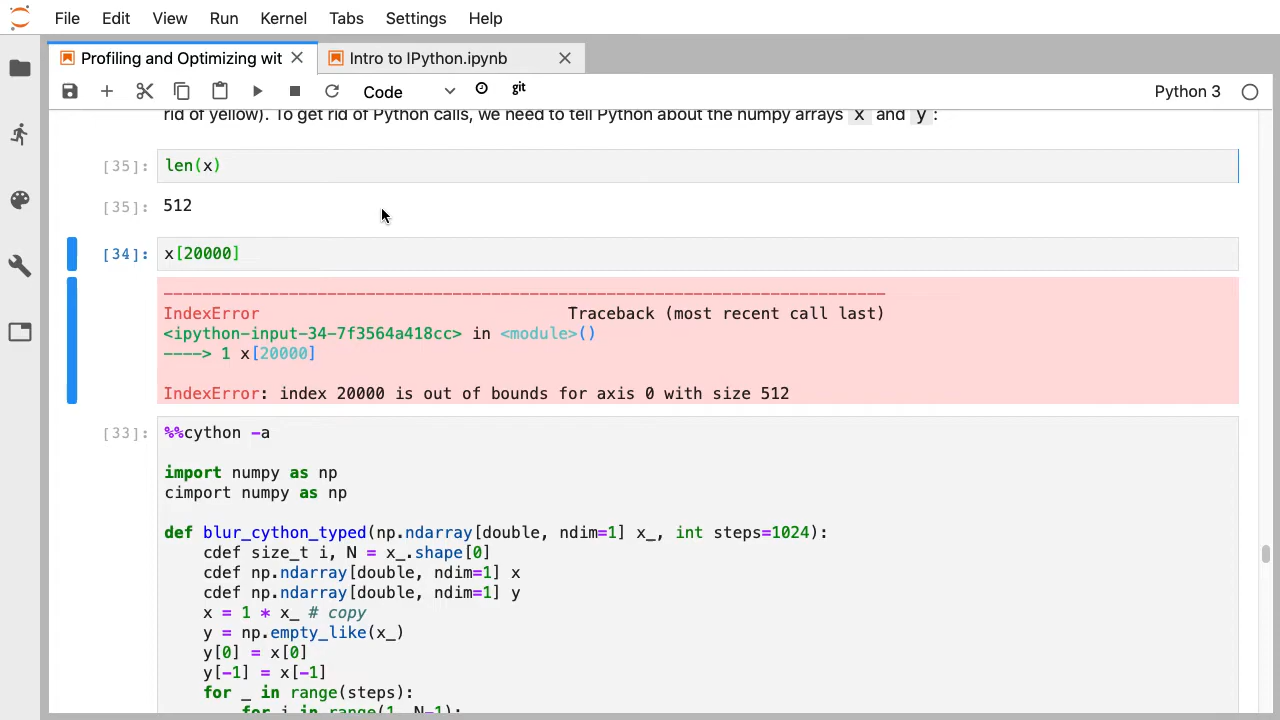 File Edit View Run Kernel Tabs Settings Help
Profiling and Optimizing wit
Intro to IPython.ipynb
Code
git
Python 3
rid of yellow). To get rid of Python calls, we need to tell Python about the numpy arrays x and y :
[35]: len(x)
[35]: 512
[34]: x[20000]
---------------------------------------------------------------------------
IndexError Traceback (most recent call last)
<ipython-input-34-7f3564a418cc> in <module>()
----> 1 x[20000]
IndexError: index 20000 is out of bounds for axis 0 with size 512
[33]: %%cython -a
import numpy as np
cimport numpy as np
def blur_cython_typed(np.ndarray[double, ndim=1] x_, int steps=1024):
cdef size_t i, N = x_.shape[0]
cdef np.ndarray[double, ndim=1] x
cdef np.ndarray[double, ndim=1] y
x = 1 * x_ # copy
y = np.empty_like(x_)
y[0] = x[0]
y[-1] = x[-1]
for _ in range(steps):
for i in range(1, N-1):